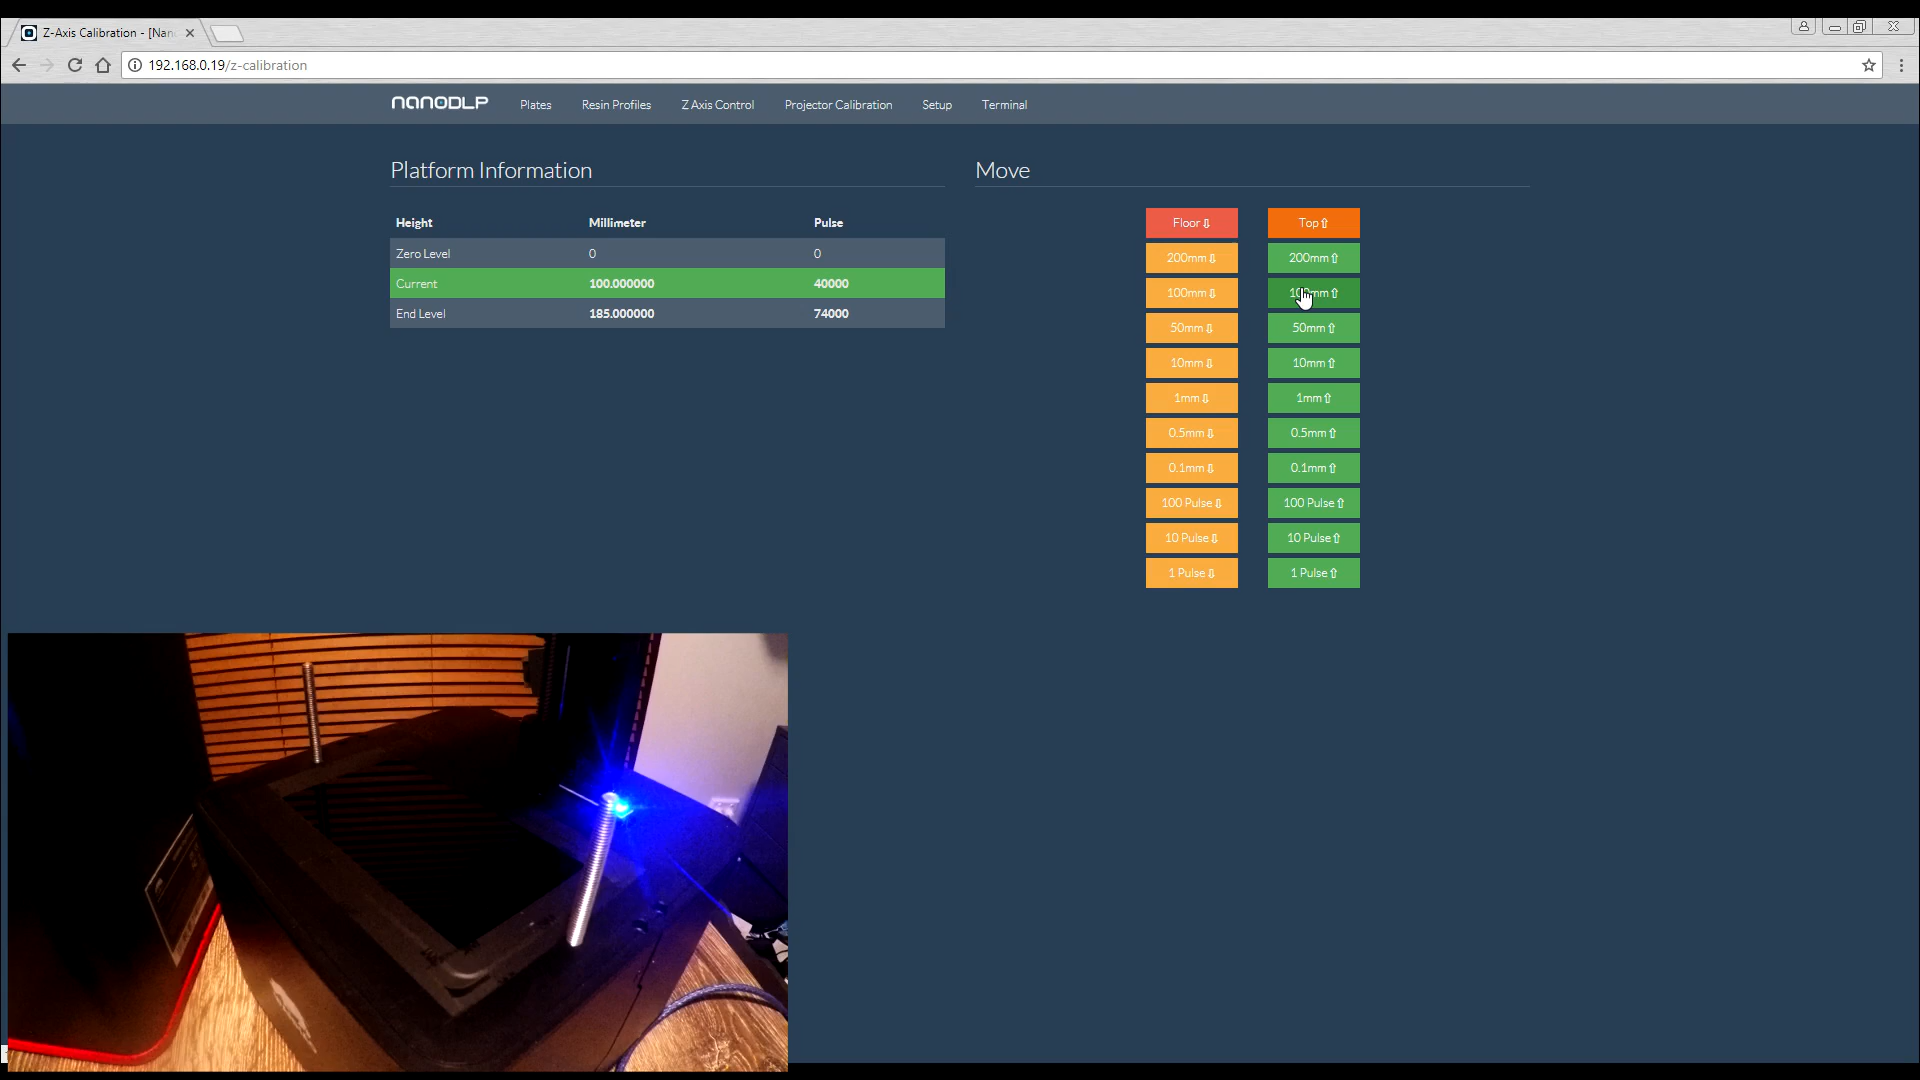 Z-Axis Calibration - [Nan
192.168.0.19/z-calibration
nanoDLP Plates Resin Profiles Z Axis Control Projector Calibration Setup Terminal
Platform Information
Height Millimeter Pulse
Zero Level 0 0
Current 100.000000 40000
End Level 185.000000 74000
Move
Floor ⇩ Top ⇧
200mm ⇩ 200mm ⇧
100mm ⇩ 100mm ⇧
50mm ⇩ 50mm ⇧
10mm ⇩ 10mm ⇧
1mm ⇩ 1mm ⇧
0.5mm ⇩ 0.5mm ⇧
0.1mm ⇩ 0.1mm ⇧
100 Pulse ⇩ 100 Pulse ⇧
10 Pulse ⇩ 10 Pulse ⇧
1 Pulse ⇩ 1 Pulse ⇧